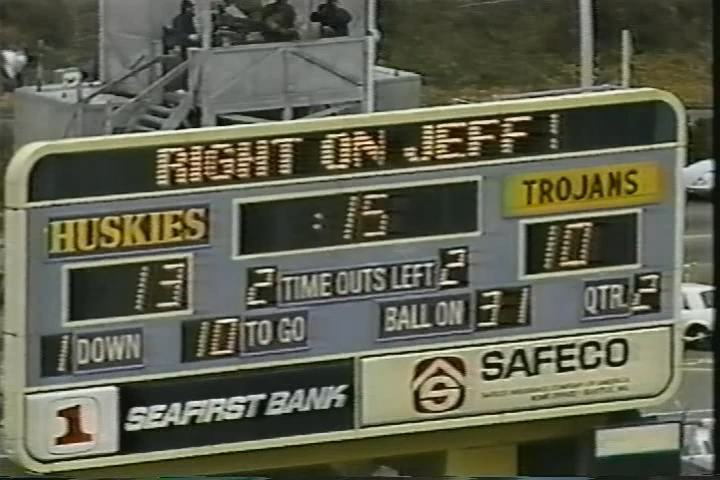 RIGHT ON JEFF!
HUSKIES :15 TROJANS
13 2 TIME OUTS LEFT 2 10
1 DOWN 10 TO GO BALL ON 31 QTR. 2
1 SEAFIRST BANK SAFECO